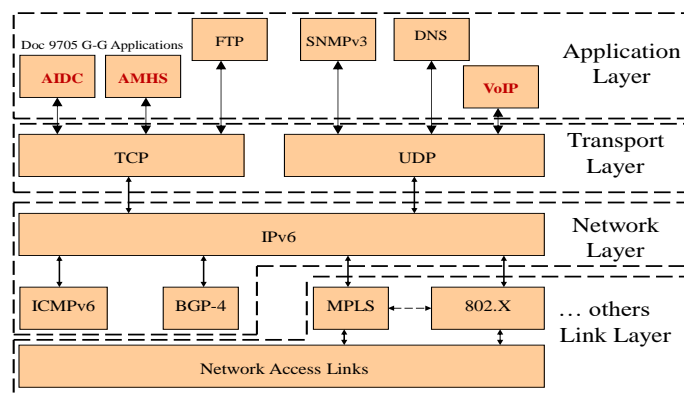 Doc 9705 G-G Applications
FTP
SNMPv3
DNS
Application
Layer
AIDC
AMHS
VoIP
TCP
UDP
Transport
Layer
IPv6
Network
Layer
ICMPv6
BGP-4
MPLS
802.X
… others
Link Layer
Network Access Links